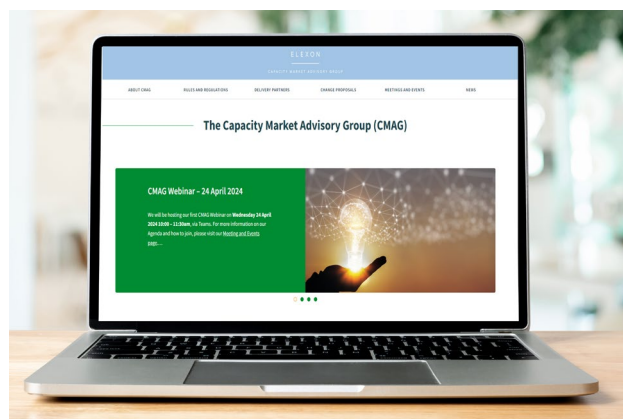 ELEXON
CAPACITY MARKET ADVISORY GROUP
ABOUT CMAG RULES AND REGULATIONS DELIVERY PARTNERS CHANGE PROPOSALS MEETINGS AND EVENTS NEWS
The Capacity Market Advisory Group (CMAG)
CMAG Webinar – 24 April 2024
We will be hosting our first CMAG Webinar on Wednesday 24 April
2024 10:00 – 11:30am, via Teams. For more information on our
Agenda and how to join, please visit our Meeting and Events
page....